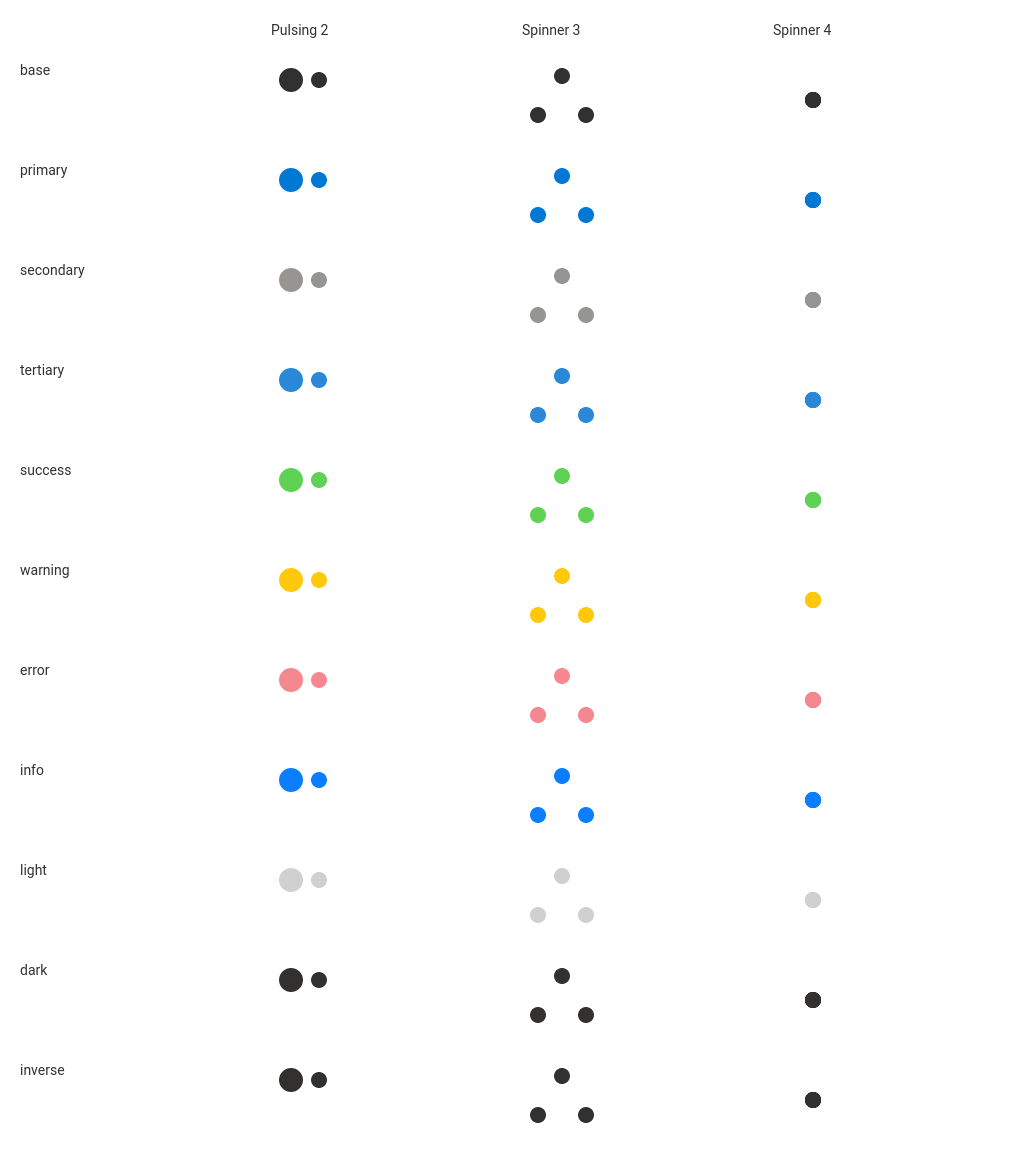 Pulsing 2 Spinner 3 Spinner 4
base
primary
secondary
tertiary
success
warning
error
info
light
dark
inverse